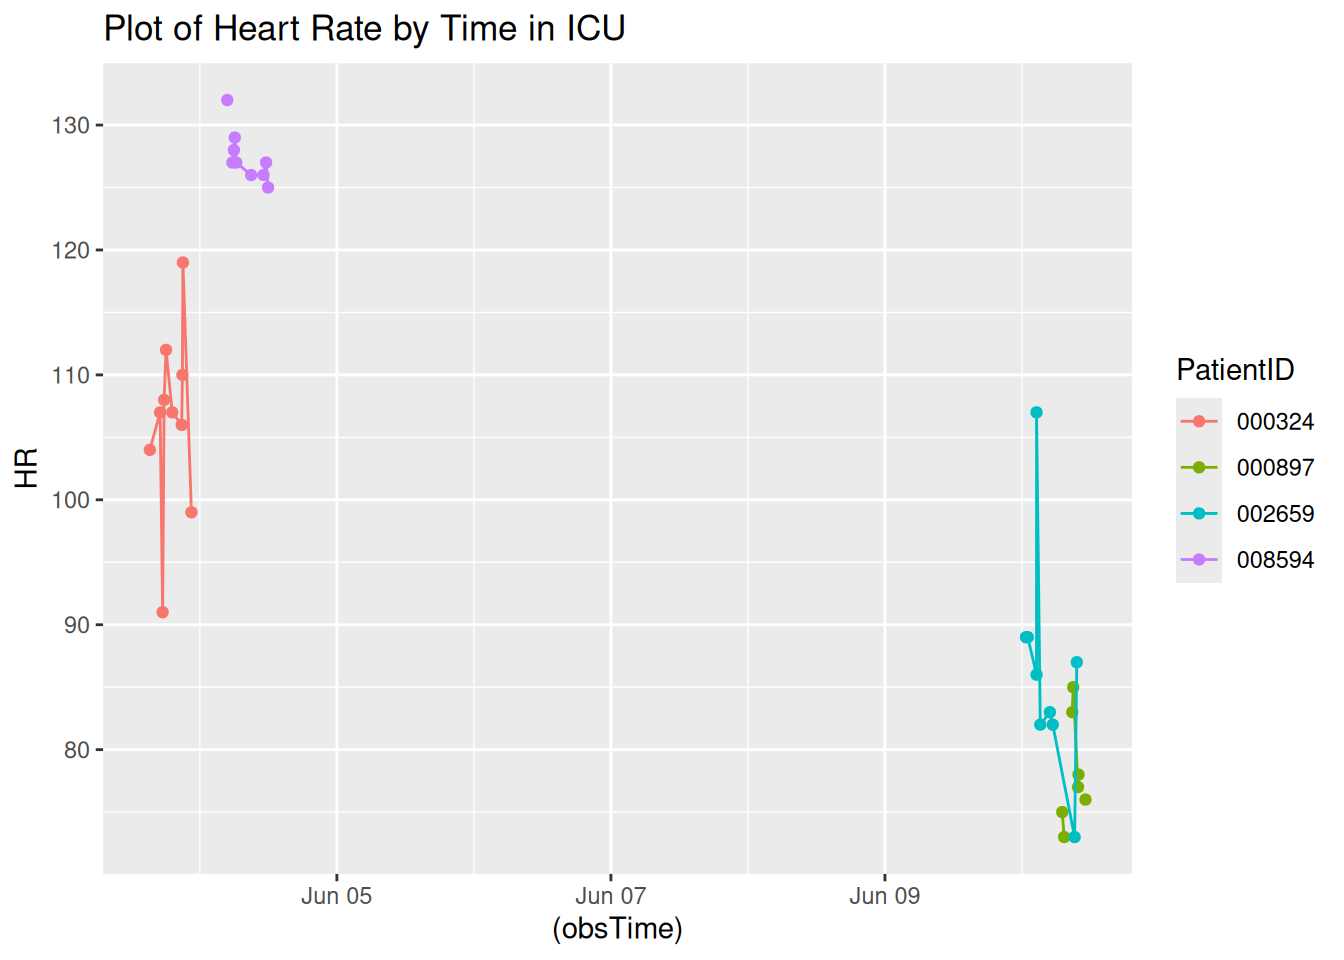 Plot of Heart Rate by Time in ICU
130
120
110
100
90
80
HR
Jun 05
Jun 07
Jun 09
(obsTime)
PatientID
000324
000897
002659
008594